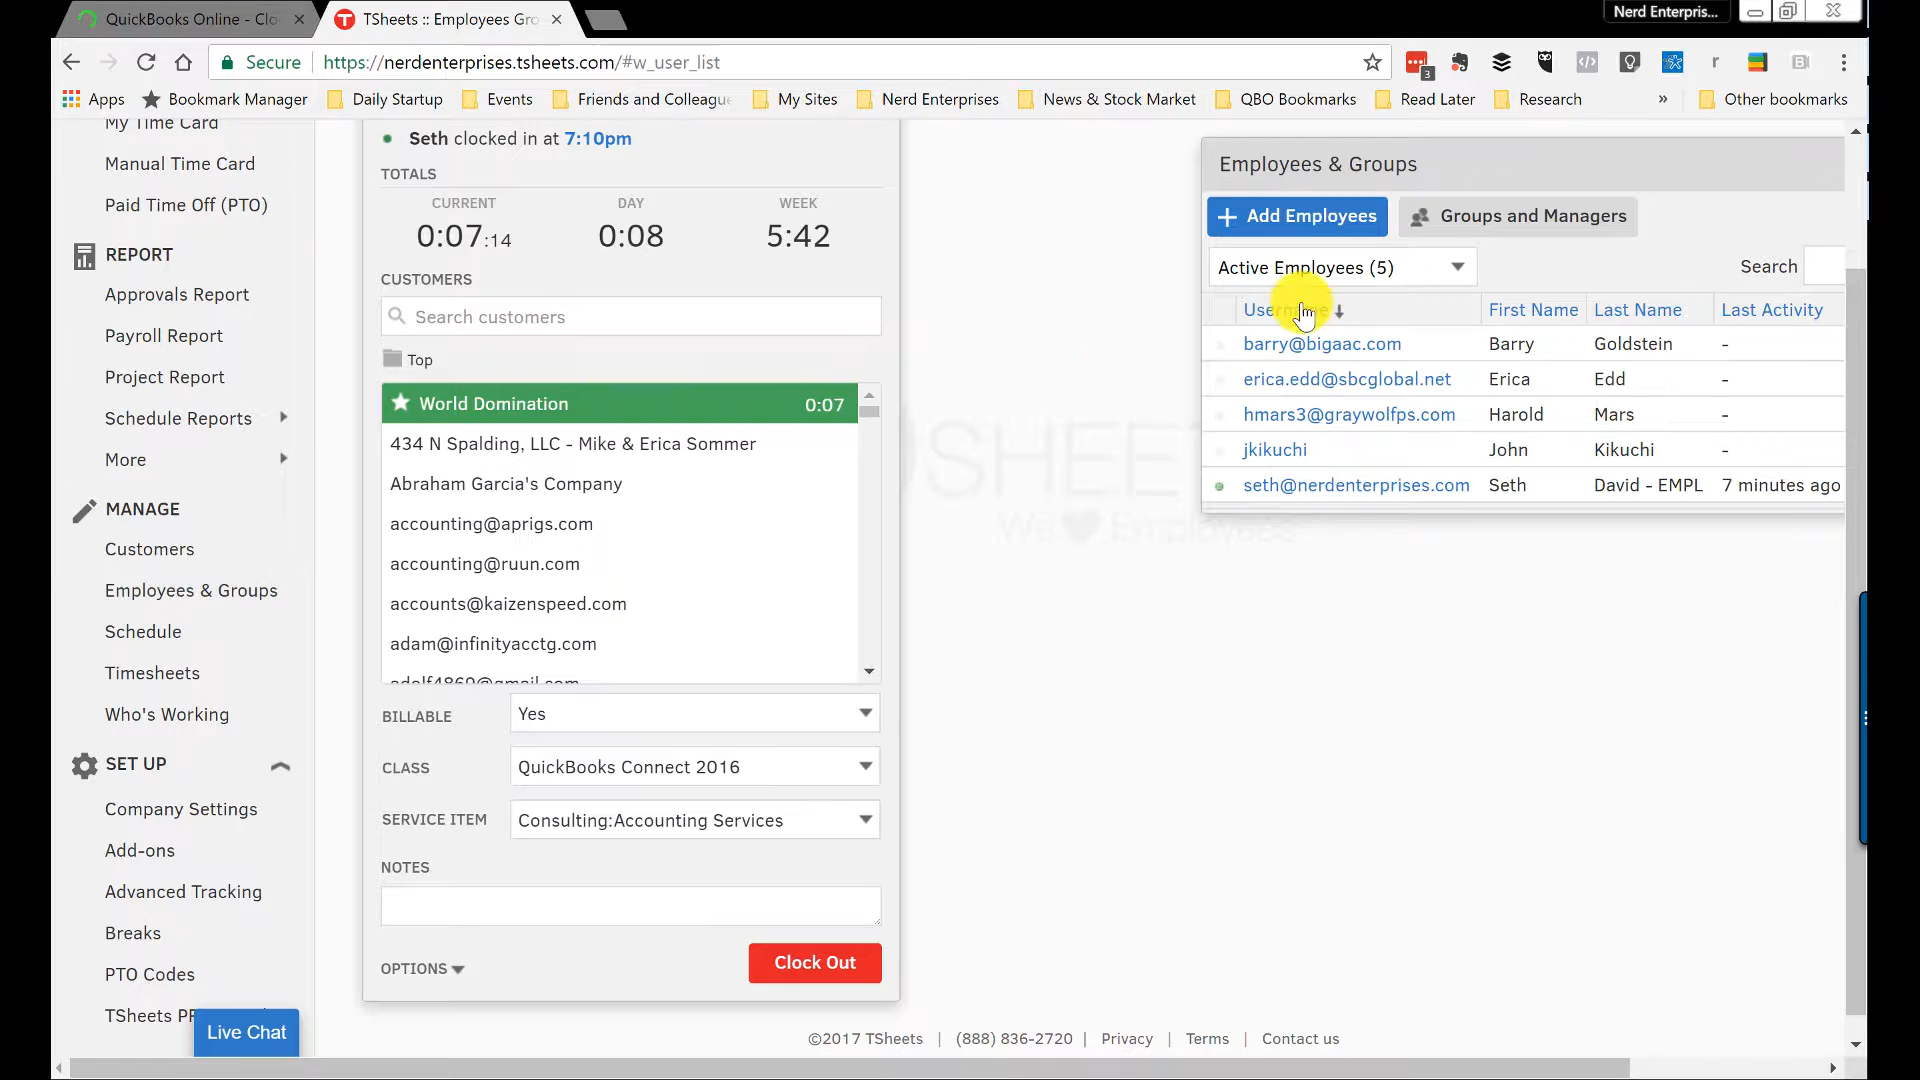 QuickBooks Online - Clo
TSheets :: Employees Gro
Nerd Enterpris...
Secure
https://nerdenterprises.tsheets.com/#w_user_list
3
Apps
Bookmark Manager
Daily Startup
Events
Friends and Colleagu
My Sites
Nerd Enterprises
News & Stock Market
QBO Bookmarks
Read Later
Research
»
Other bookmarks
My Time Card
Manual Time Card
Paid Time Off (PTO)
REPORT
Approvals Report
Payroll Report
Project Report
Schedule Reports
More
MANAGE
Customers
Employees & Groups
Schedule
Timesheets
Who's Working
SET UP
Company Settings
Add-ons
Advanced Tracking
Breaks
PTO Codes
TSheets
Live Chat
Seth clocked in at 7:10pm
TOTALS
CURRENT DAY WEEK
0:07:14 0:08 5:42
CUSTOMERS
Search customers
Top
World Domination 0:07
434 N Spalding, LLC - Mike & Erica Sommer
Abraham Garcia's Company
accounting@aprigs.com
accounting@ruun.com
accounts@kaizenspeed.com
adam@infinityacctg.com
adolf4869@gmail.com
BILLABLE Yes
CLASS QuickBooks Connect 2016
SERVICE ITEM Consulting:Accounting Services
NOTES
OPTIONS
Clock Out
Employees & Groups
Add Employees
Groups and Managers
Active Employees (5)
Search
Username First Name Last Name Last Activity
barry@bigaac.com Barry Goldstein -
erica.edd@sbcglobal.net Erica Edd -
hmars3@graywolfps.com Harold Mars -
jkikuchi John Kikuchi -
seth@nerdenterprises.com Seth David - EMPL 7 minutes ago
TSHEETS
We Employees
©2017 TSheets | (888) 836-2720 | Privacy | Terms | Contact us